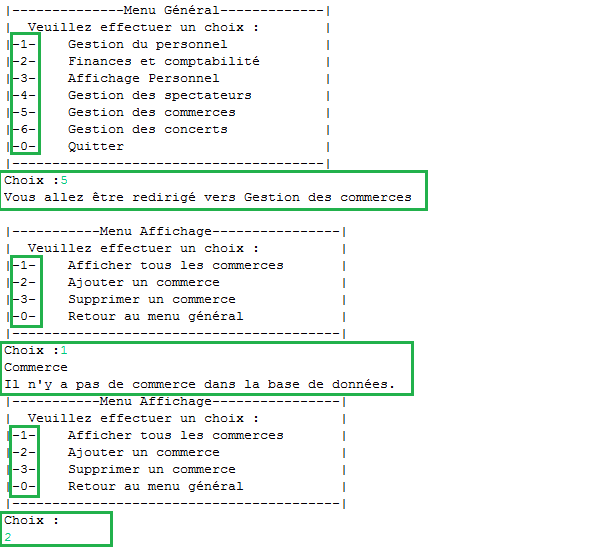 |--------------Menu Général-------------|
|  Veuillez effectuer un choix :        |
|-1-    Gestion du personnel            |
|-2-    Finances et comptabilité        |
|-3-    Affichage Personnel             |
|-4-    Gestion des spectateurs         |
|-5-    Gestion des commerces           |
|-6-    Gestion des concerts            |
|-0-    Quitter                         |
|---------------------------------------|
Choix :5
Vous allez être redirigé vers Gestion des commerces
|-----------Menu Affichage----------------|
|  Veuillez effectuer un choix :          |
|-1-    Afficher tous les commerces       |
|-2-    Ajouter un commerce               |
|-3-    Supprimer un commerce             |
|-0-    Retour au menu général            |
|-----------------------------------------|
Choix :1
Commerce
Il n'y a pas de commerce dans la base de données.
|-----------Menu Affichage----------------|
|  Veuillez effectuer un choix :          |
|-1-    Afficher tous les commerces       |
|-2-    Ajouter un commerce               |
|-3-    Supprimer un commerce             |
|-0-    Retour au menu général            |
|-----------------------------------------|
Choix :
2